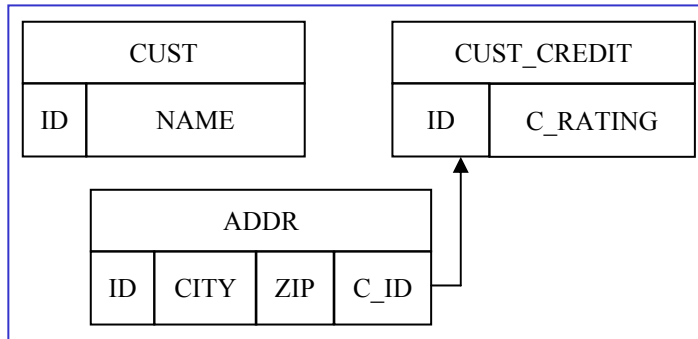 CUST
ID NAME
CUST_CREDIT
ID C_RATING
ADDR
ID CITY ZIP C_ID